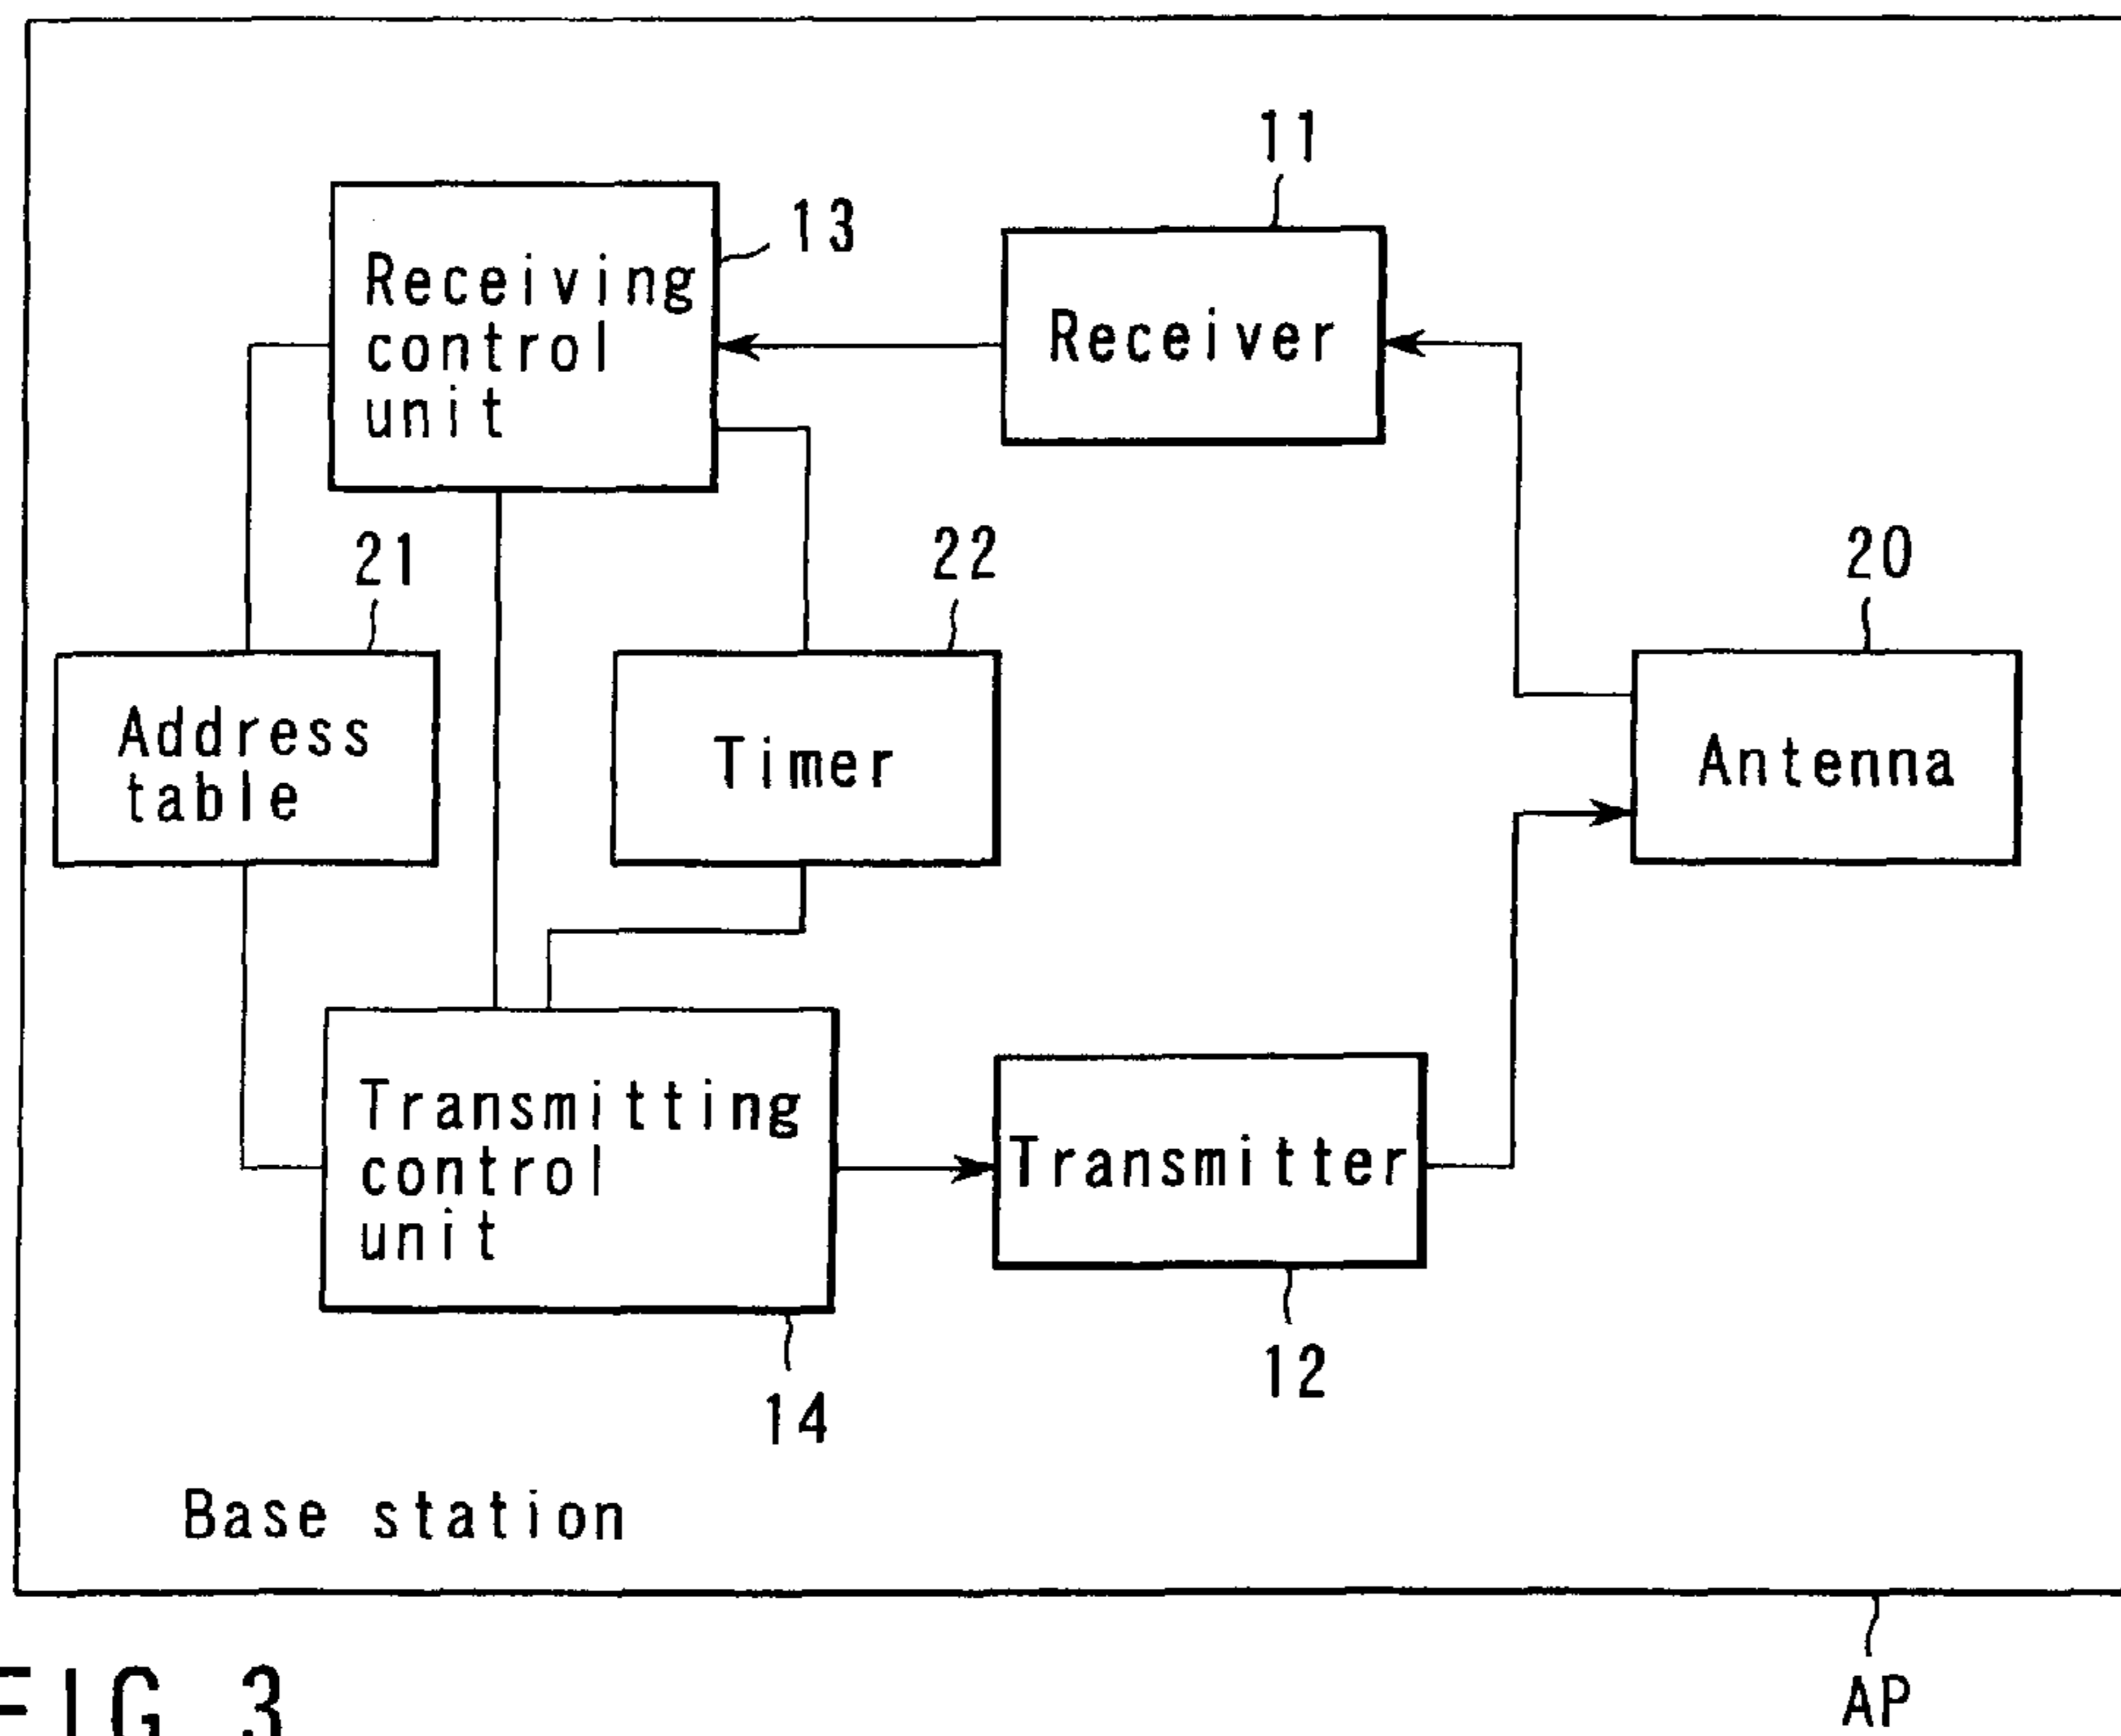 11
13
Receiving
control
unit
Receiver
21
22
20
Address
table
Timer
Antenna
Transmitting
control
unit
Transmitter
12
14
Base station
AP
FIG. 3